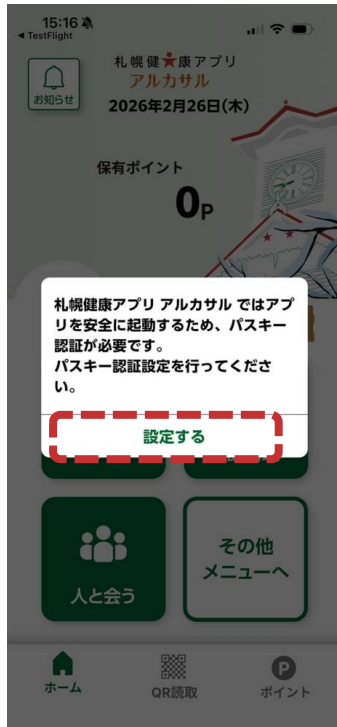 15:16
◀ TestFlight
お知らせ
札幌健★康アプリ
アルカサル
2026年2月26日(木)
保有ポイント
0P
札幌健康アプリ アルカサル ではアプ
リを安全に起動するため、パスキー
認証が必要です。
パスキー認証設定を行ってくださ
い。
設定する
人と会う
その他
メニューへ
ホーム
QR読取
P
ポイント